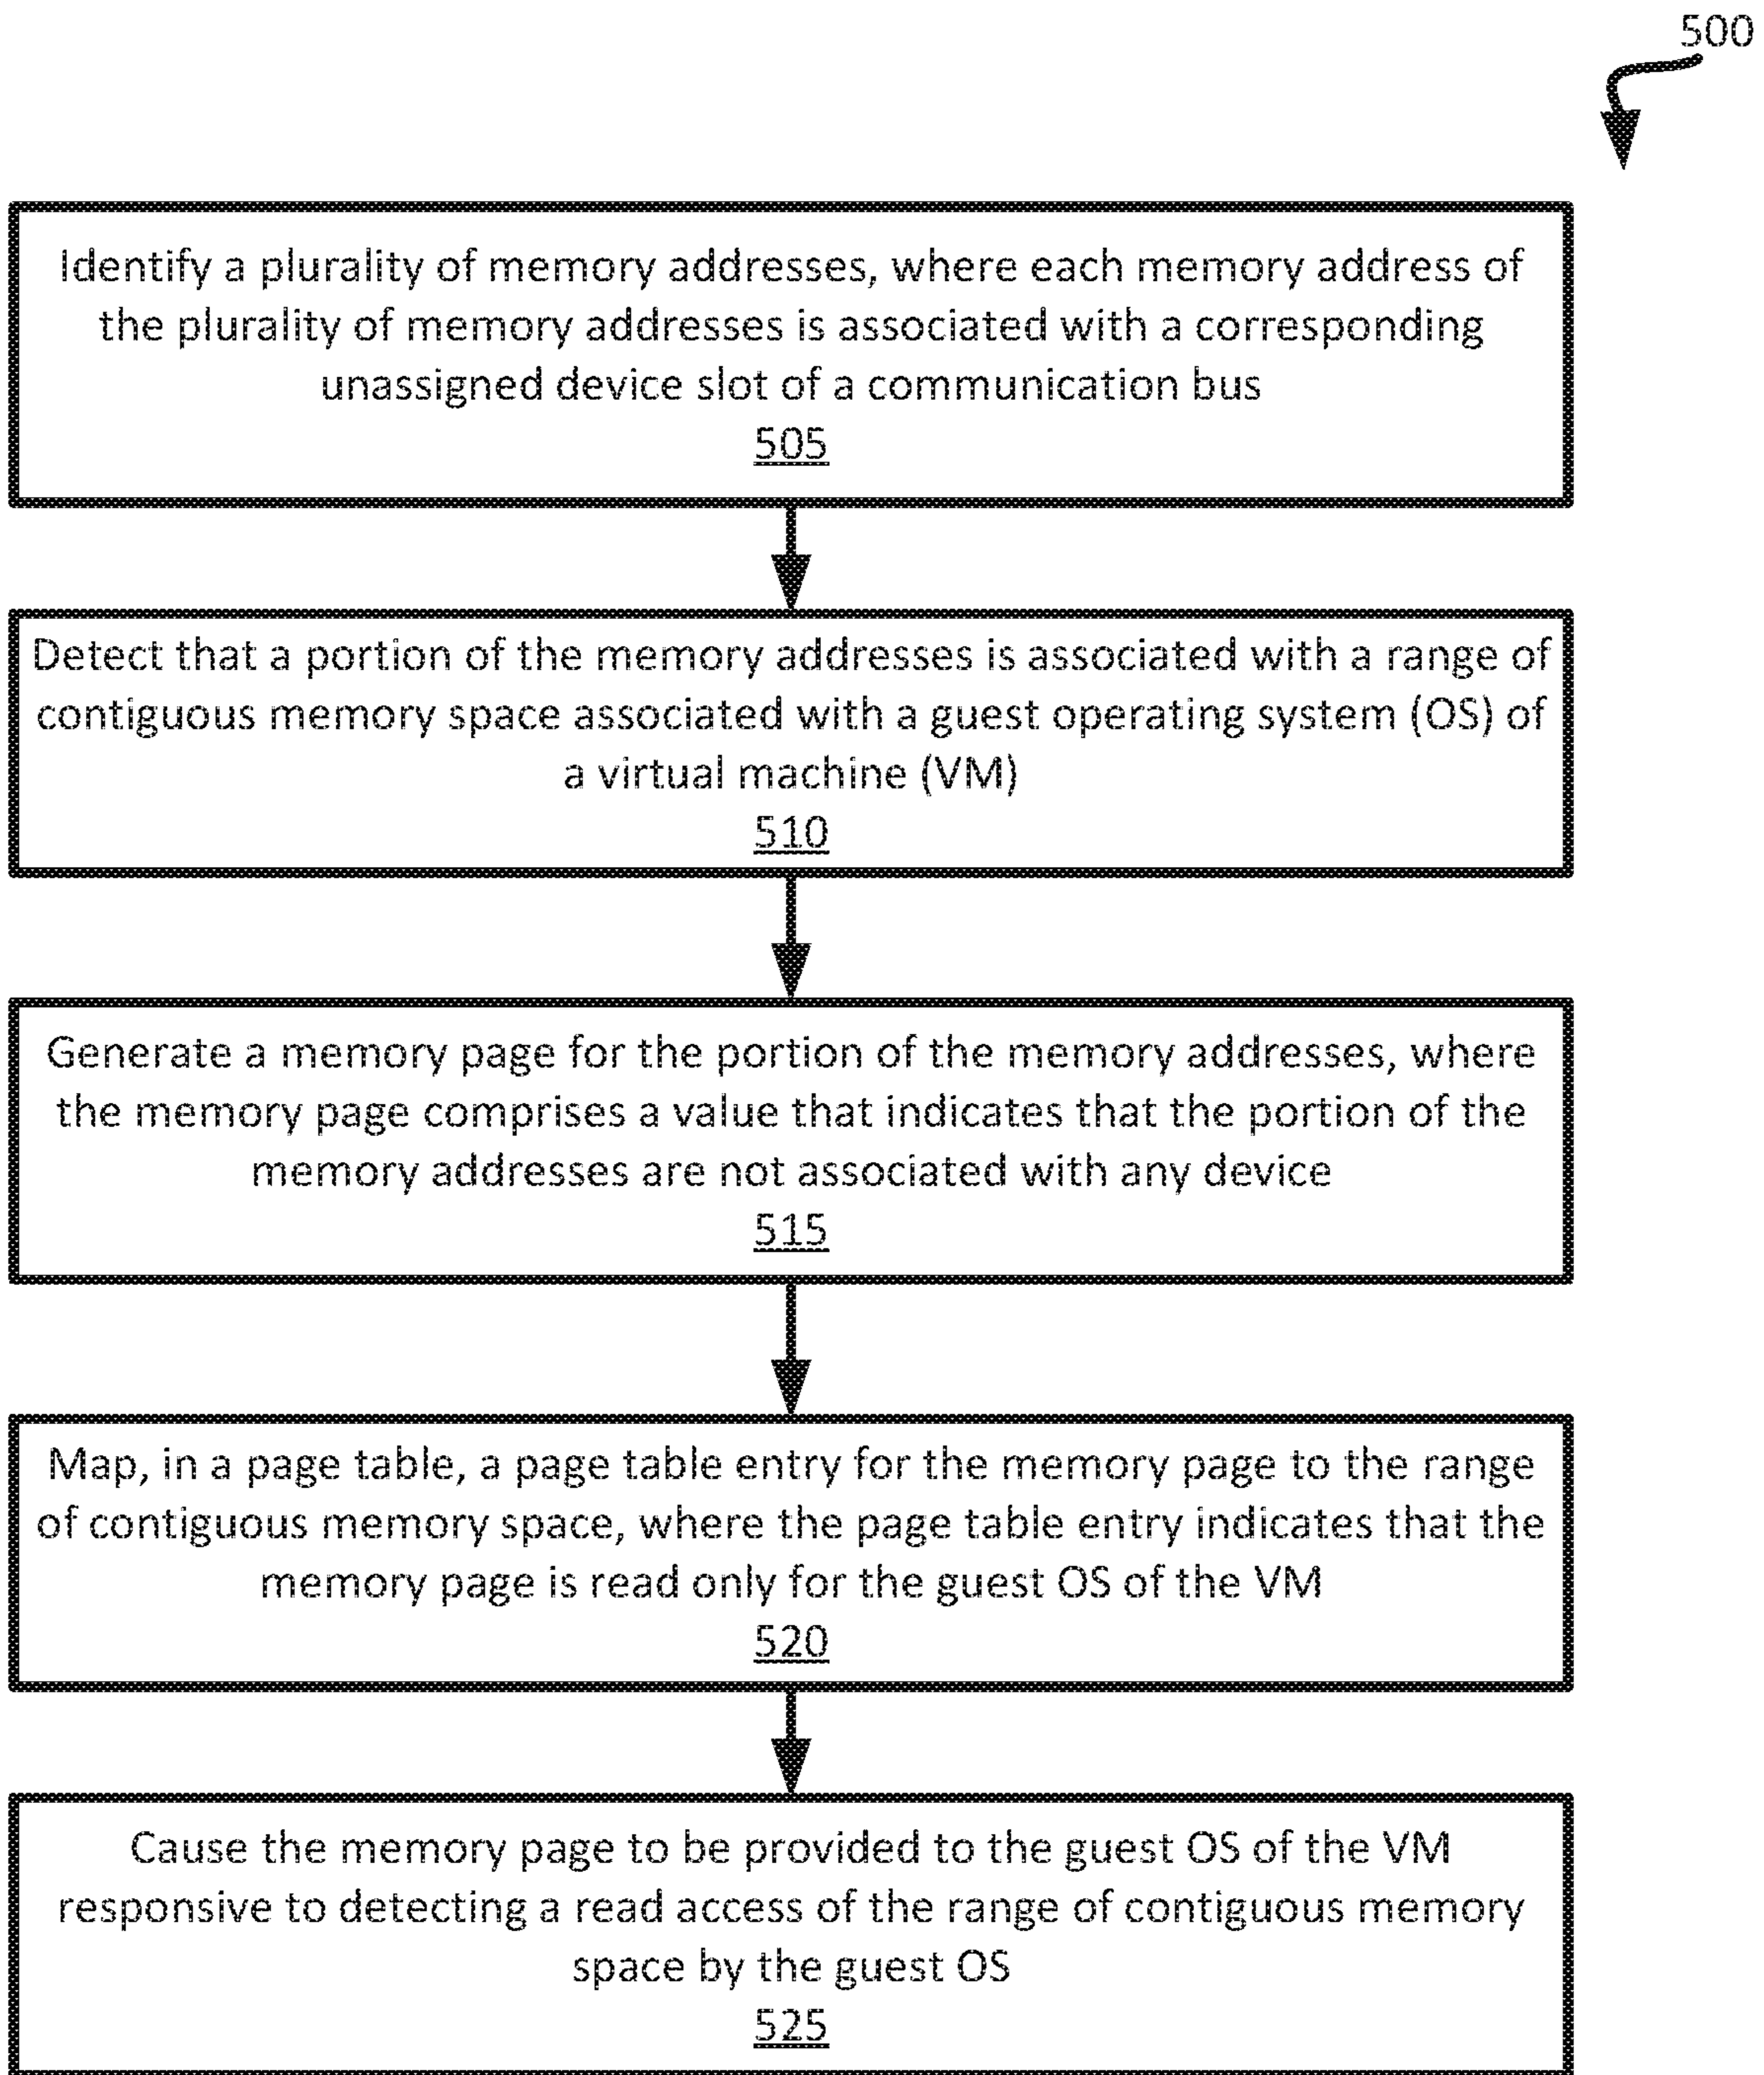 500
Identify a plurality of memory addresses, where each memory address of
the plurality of memory addresses is associated with a corresponding
unassigned device slot of a communication bus
505
Detect that a portion of the memory addresses is associated with a range of
contiguous memory space associated with a guest operating system (OS) of
a virtual machine (VM)
510
Generate a memory page for the portion of the memory addresses, where
the memory page comprises a value that indicates that the portion of the
memory addresses are not associated with any device
515
Map, in a page table, a page table entry for the memory page to the range
of contiguous memory space, where the page table entry indicates that the
memory page is read only for the guest OS of the VM
520
Cause the memory page to be provided to the guest OS of the VM
responsive to detecting a read access of the range of contiguous memory
space by the guest OS
525